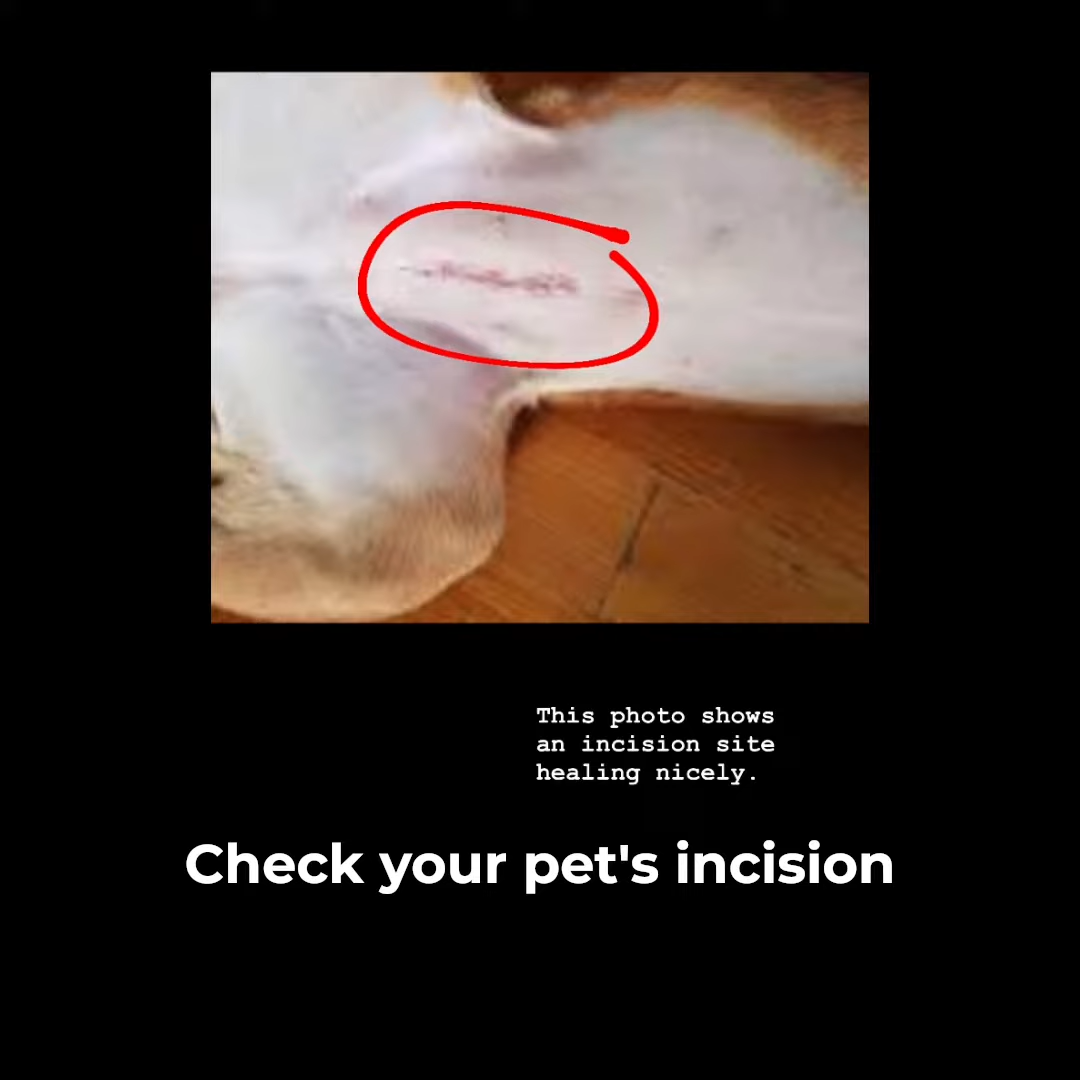 This photo shows
an incision site
healing nicely.
Check your pet's incision